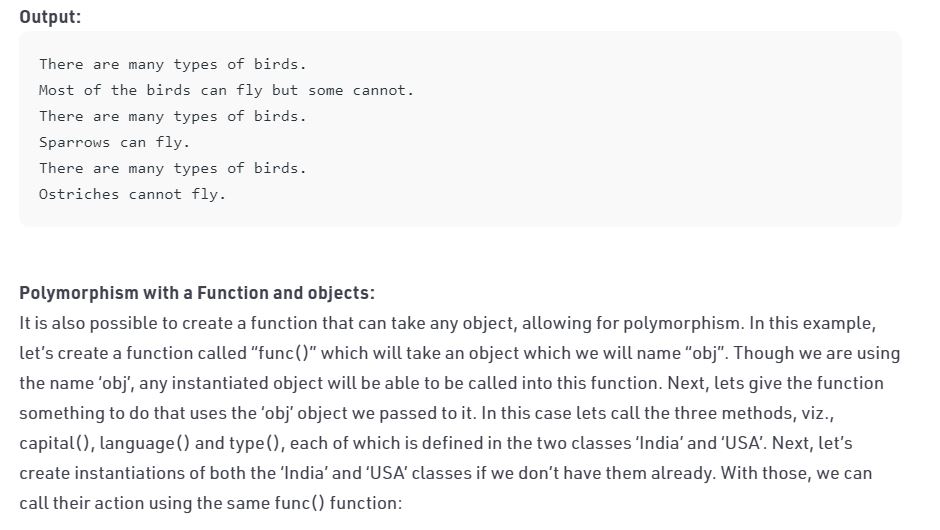 Output:
There are many types of birds.
Most of the birds can fly but some cannot.
There are many types of birds.
Sparrows can fly.
There are many types of birds.
Ostriches cannot fly.
Polymorphism with a Function and objects:
It is also possible to create a function that can take any object, allowing for polymorphism. In this example,
let’s create a function called “func()” which will take an object which we will name “obj”. Though we are using
the name ‘obj’, any instantiated object will be able to be called into this function. Next, lets give the function
something to do that uses the ‘obj’ object we passed to it. In this case lets call the three methods, viz.,
capital(), language() and type(), each of which is defined in the two classes ‘India’ and ‘USA’. Next, let’s
create instantiations of both the ‘India’ and ‘USA’ classes if we don’t have them already. With those, we can
call their action using the same func() function: